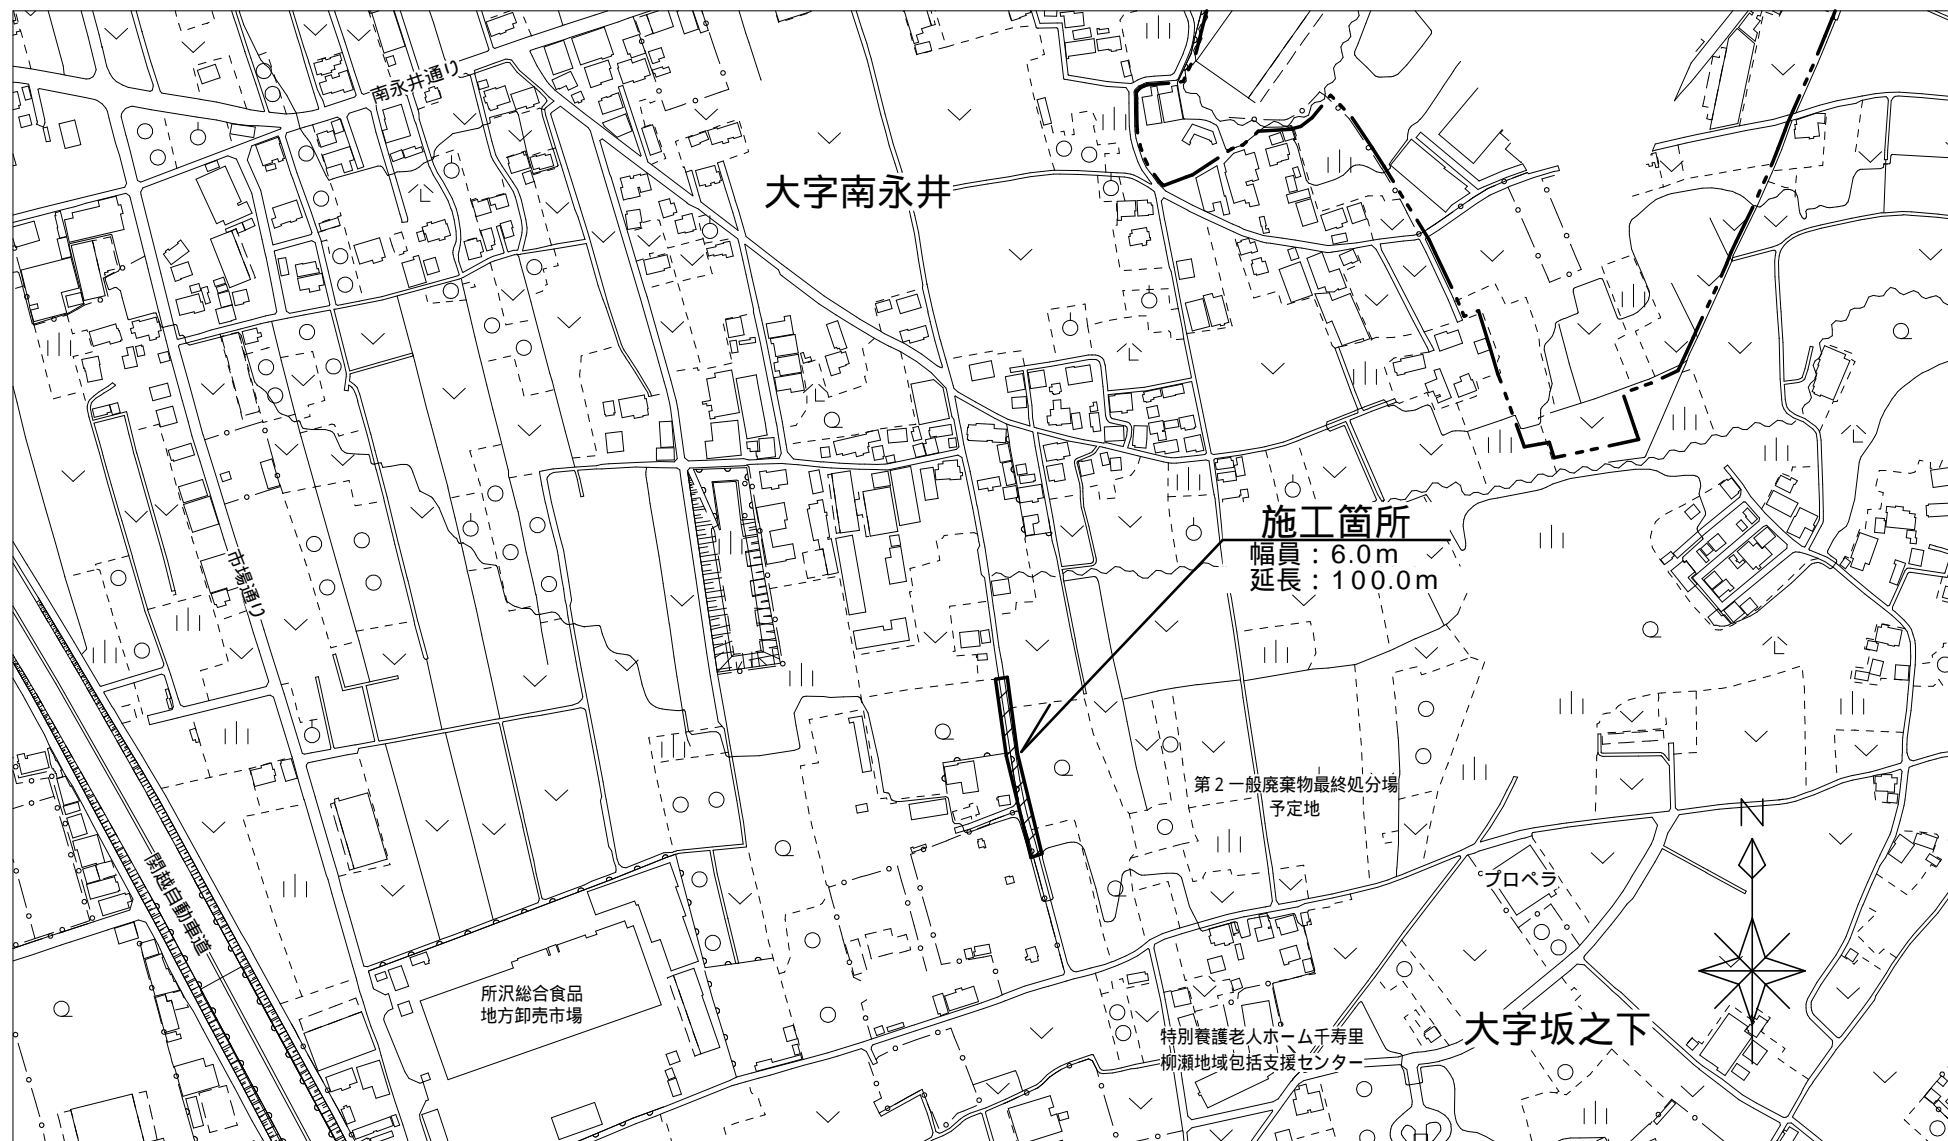 南永井通り
大字南永井
施工箇所
幅員：6.0m
延長：100.0m
市場通り
第２一般廃棄物最終処分場
予定地
N
関越自動車道
プロペラ
所沢総合食品
地方卸売市場
大字坂之下
特別養護老人ホーム千寿里
柳瀬地域包括支援センター